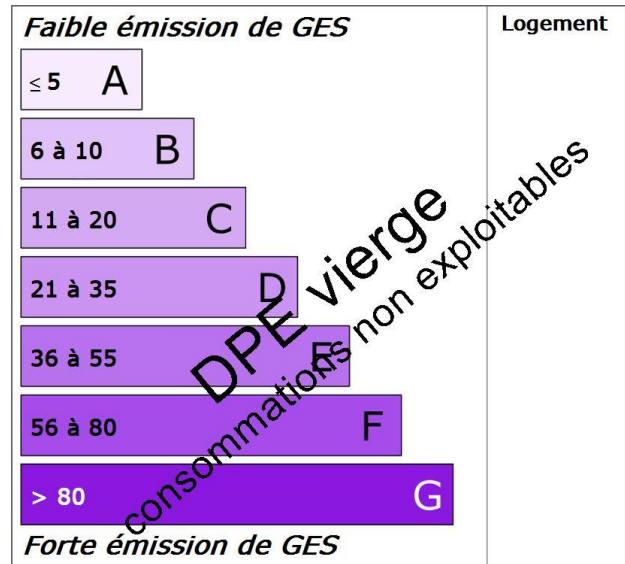 Faible émission de GES
Logement
≤ 5 A
6 à 10 B
11 à 20 C
21 à 35 D
36 à 55 E
56 à 80 F
> 80 G
Forte émission de GES
DPE vierge
consommations non exploitables